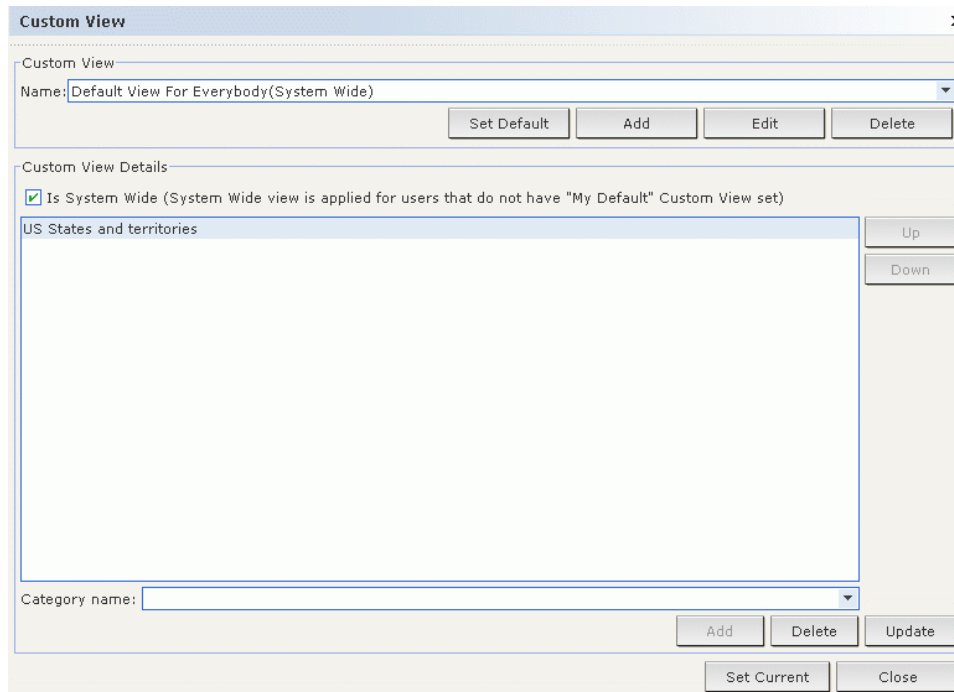 Custom View
Custom View
Name: Default View For Everybody(System Wide)
Set Default Add Edit Delete
Custom View Details
Is System Wide (System Wide view is applied for users that do not have "My Default" Custom View set)
US States and territories
Up
Down
Category name:
Add Delete Update
Set Current Close